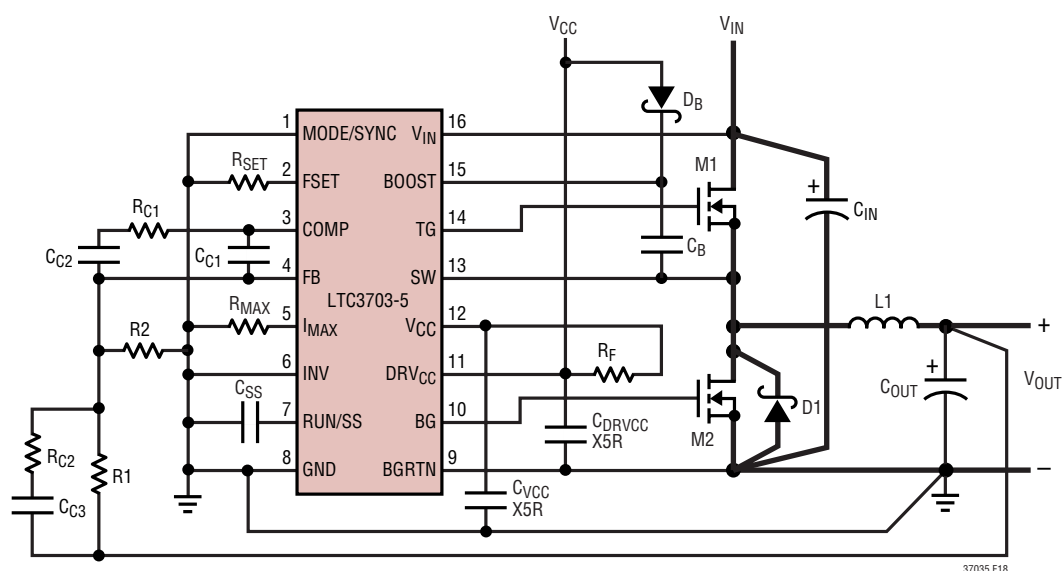 VCC
VIN
DB
1 MODE/SYNC VIN 16
RSET
2 FSET BOOST 15
M1
RC1
3 COMP TG 14
CIN
+
CC2
CC1
CB
4 FB SW 13
LTC3703-5
L1
RMAX
5 IMAX VCC 12
+
R2
RF
6 INV DRVCC 11
+
COUT
VOUT
CSS
7 RUN/SS BG 10
D1
M2
CDRVCC
X5R
RC2
R1
8 GND BGRTN 9
–
CVCC
X5R
CC3
37035 F18